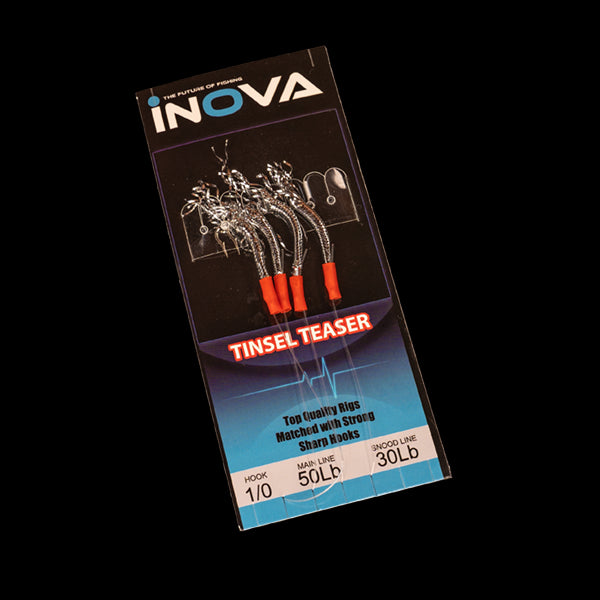 THE FUTURE OF FISHING
iNOVA
TINSEL TEASER
Top Quality Rigs
Matched with Strong
Sharp Hooks
HOOK
1/0
MAIN LINE
50Lb
SNOOD LINE
30Lb